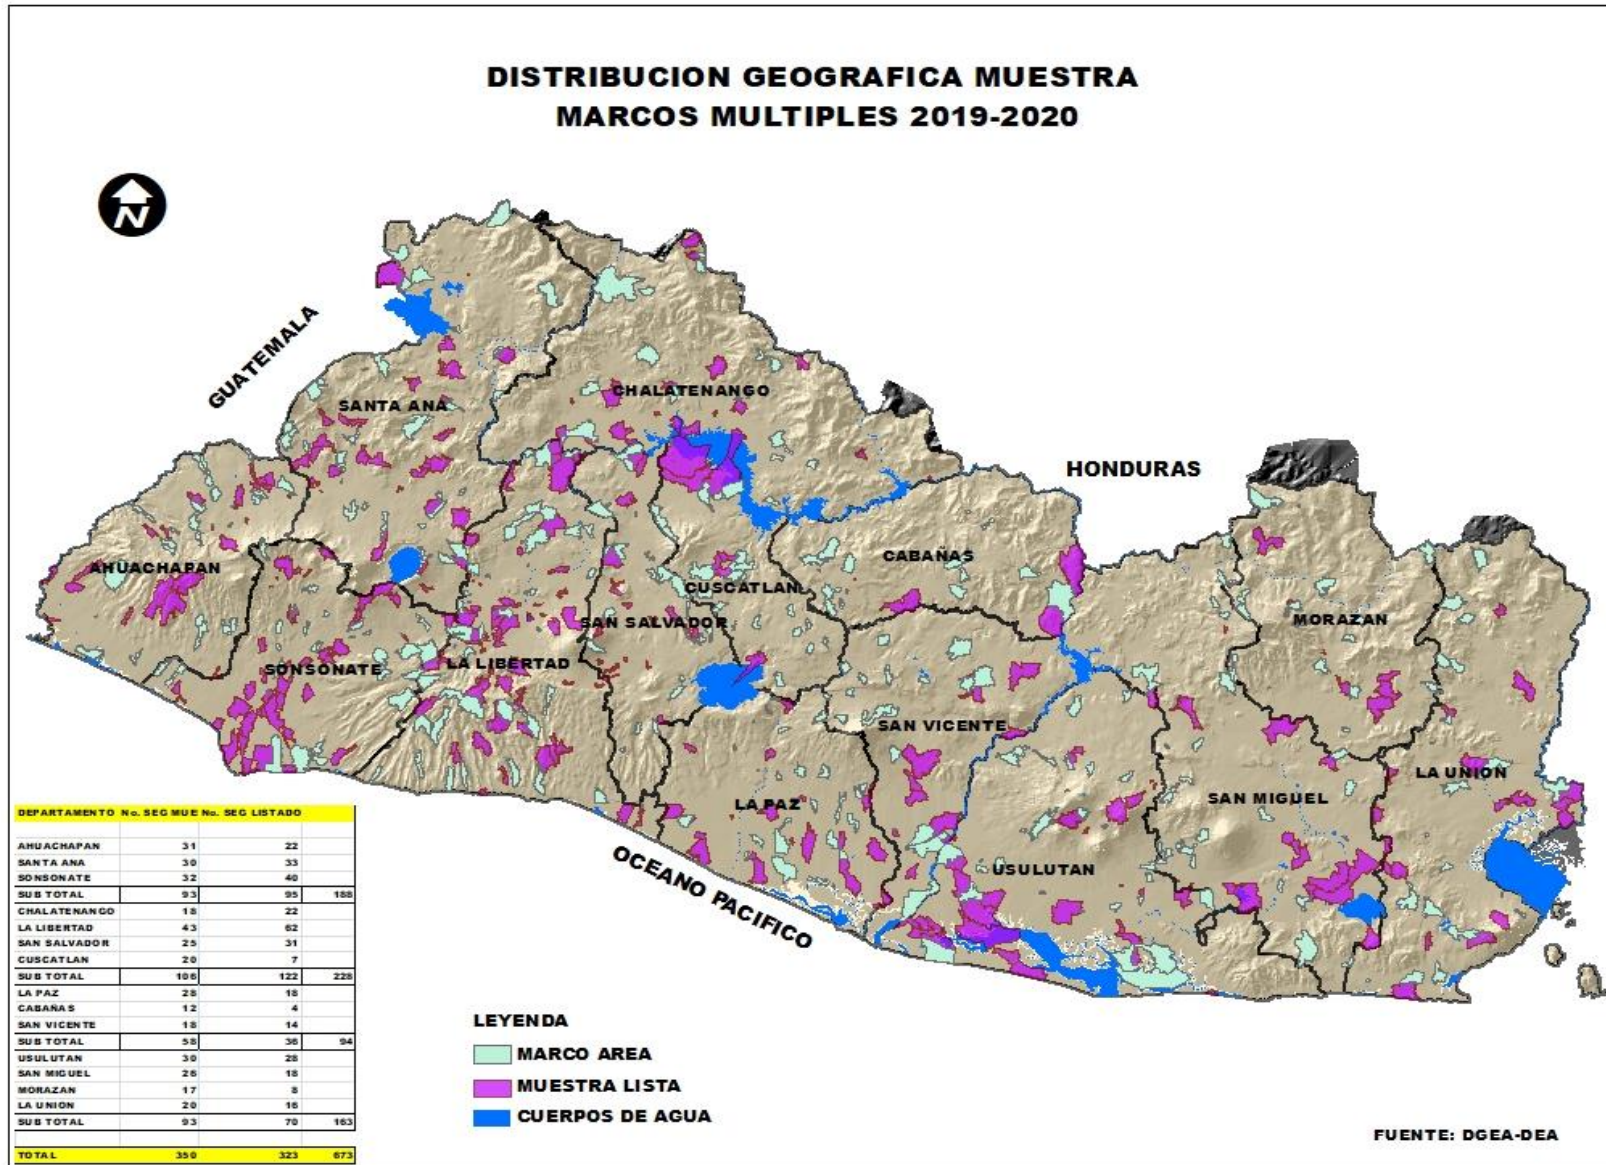 DISTRIBUCION GEOGRAFICA MUESTRA
MARCOS MULTIPLES 2019-2020
N
GUATEMALA
CHALATENANGO
SANTA ANA
HONDURAS
CABAÑAS
AHUACHAPAN
CUSCATLAN
SAN SALVADOR
MORAZAN
SONSONATE
LA LIBERTAD
SAN VICENTE
LA UNION
SAN MIGUEL
LA PAZ
USULUTAN
OCEANO PACIFICO
DEPARTAMENTO No. SEG MUE No. SEG LISTADO
AHUACHAPAN 31 22
SANTA ANA 30 33
SONSONATE 32 40
SUB TOTAL 93 95 188
CHALATENANGO 18 22
LA LIBERTAD 43 62
SAN SALVADOR 25 31
CUSCATLAN 20 7
SUB TOTAL 106 122 228
LA PAZ 28 18
CABAÑAS 12 4
SAN VICENTE 18 14
SUB TOTAL 58 36 94
USULUTAN 30 28
SAN MIGUEL 26 18
MORAZAN 17 8
LA UNION 20 16
SUB TOTAL 93 70 163
TOTAL 350 323 673
LEYENDA
MARCO AREA
MUESTRA LISTA
CUERPOS DE AGUA
FUENTE: DGEA-DEA